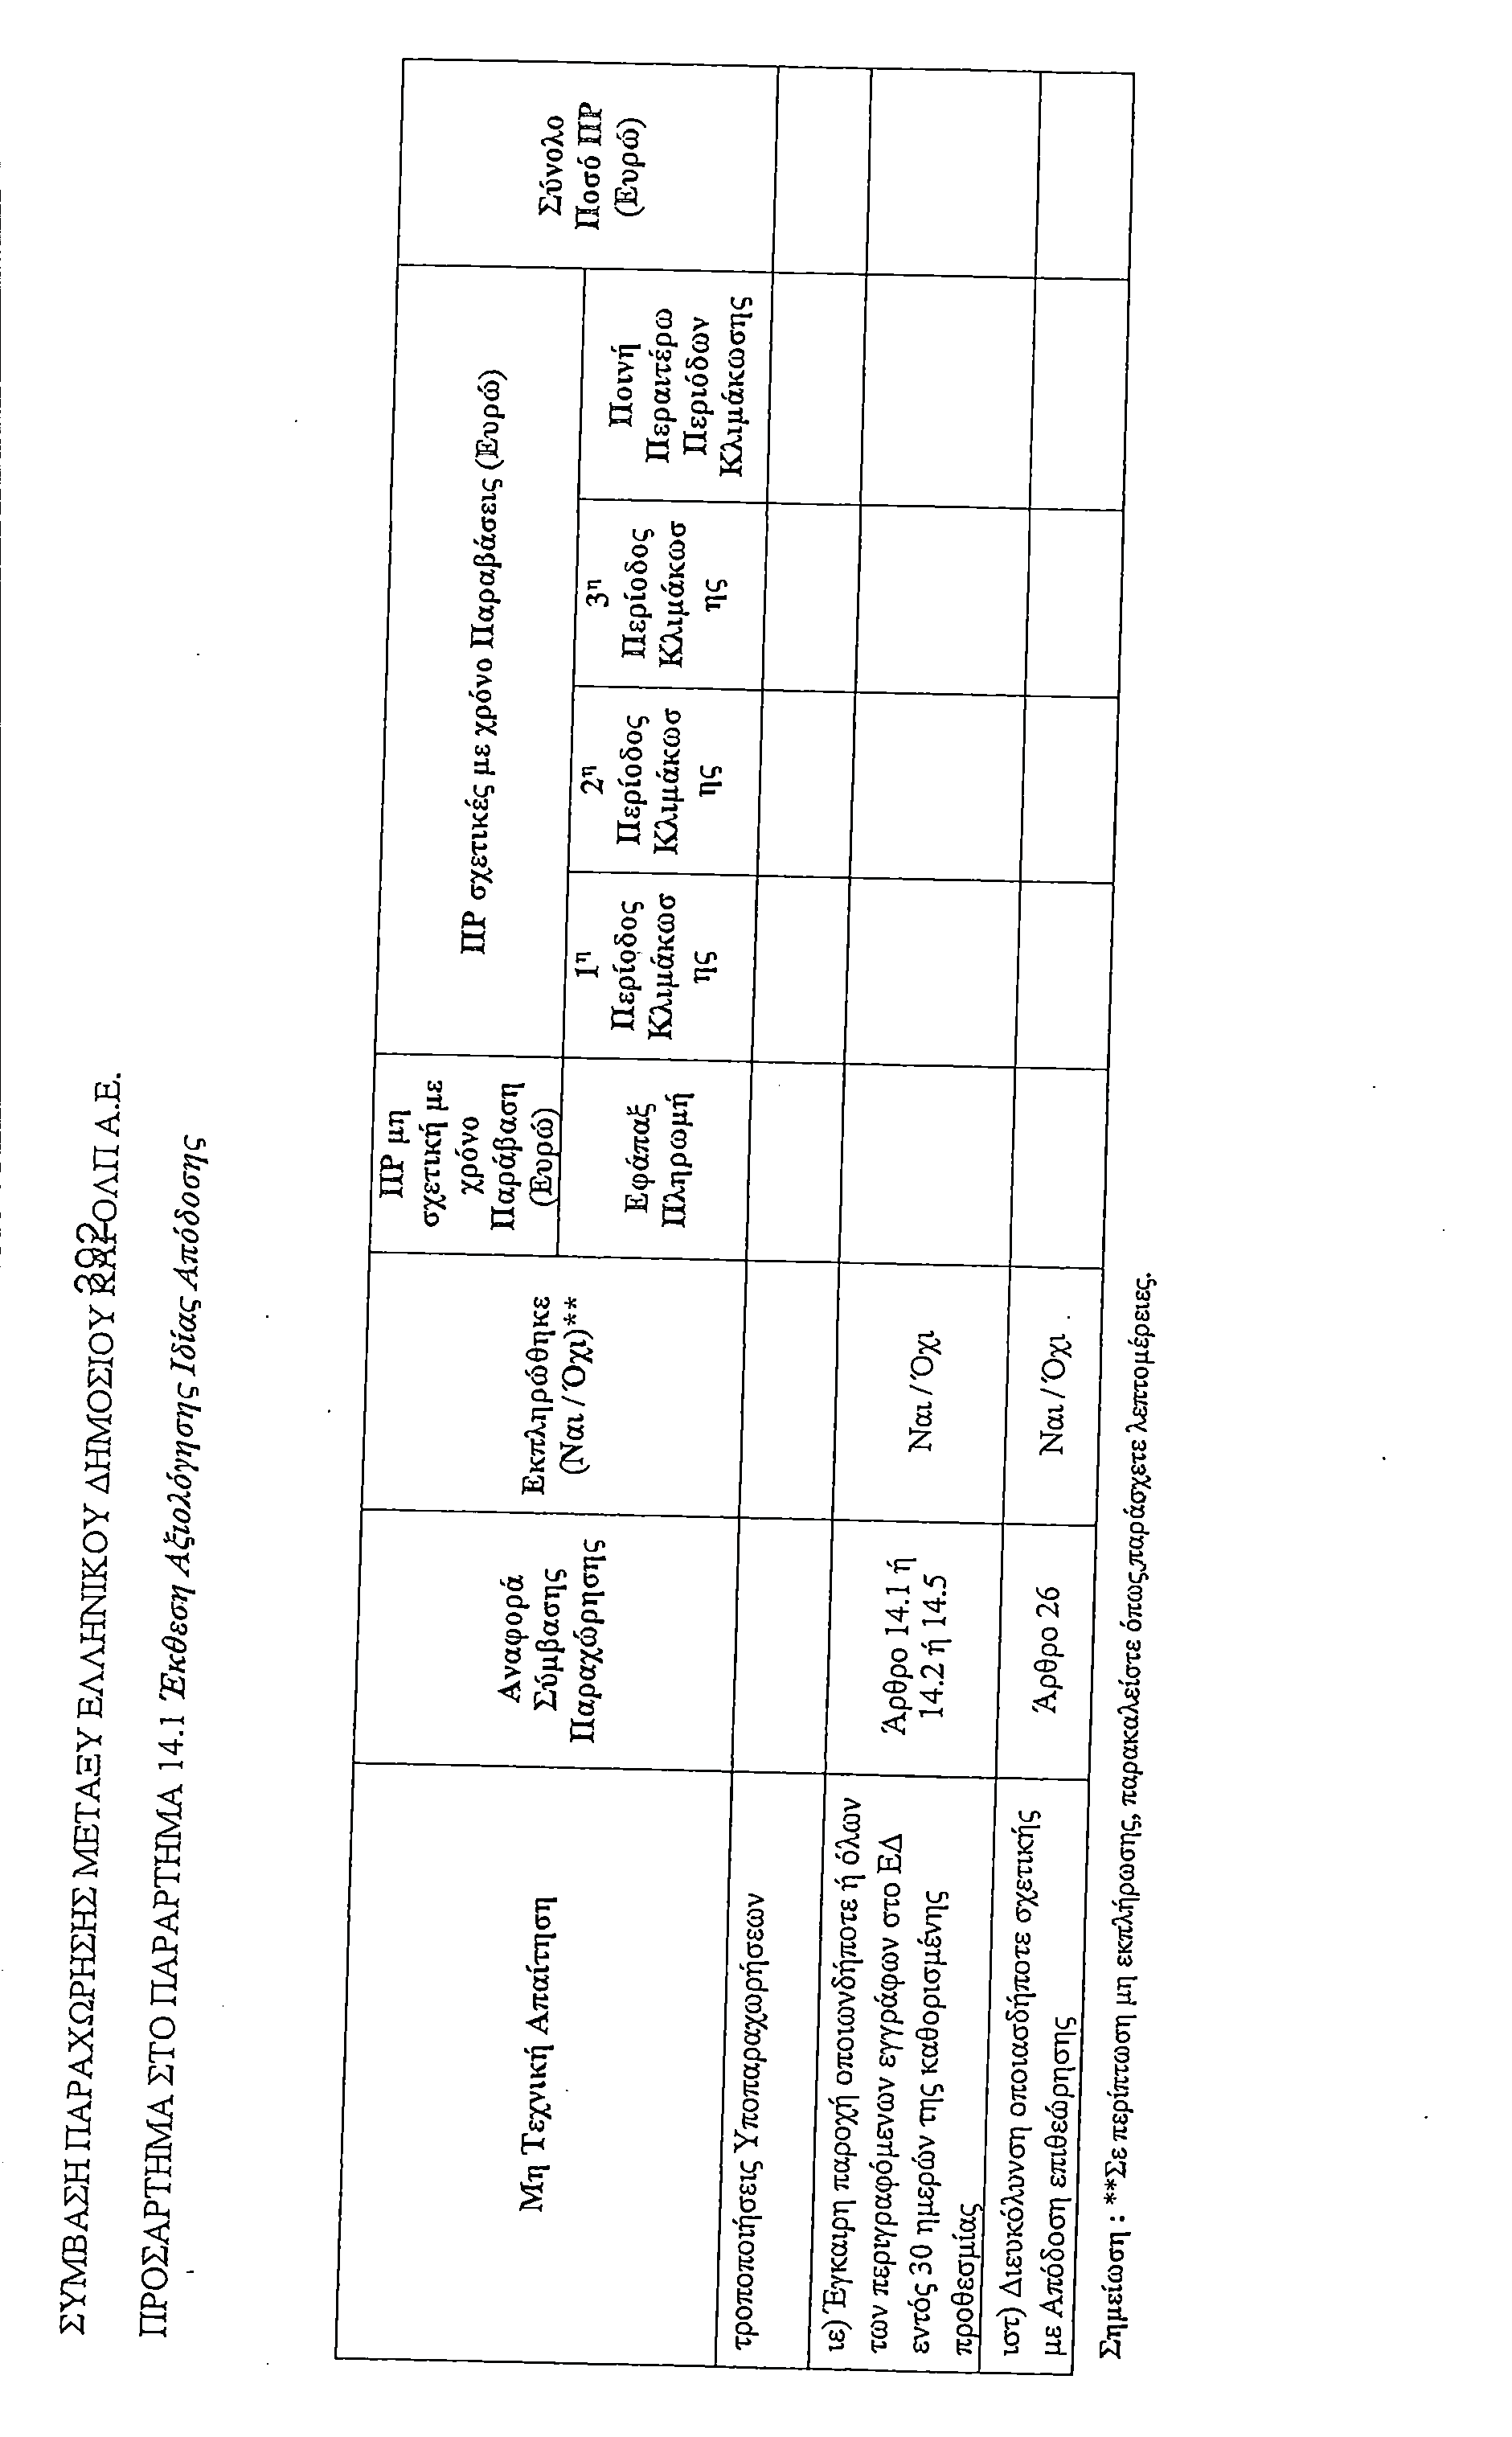 ΣΥΜΒΑΣΗ ΠΑΡΑΧΩΡΗΣΗΣ ΜΕΤΑΞΥ ΕΛΛΗΝΙΚΟΥ ΔΗΜΟΣΙΟΥ ΚΑΙ ΟΛΠ Α.Ε.
392
ΠΡΟΣΑΡΤΗΜΑ ΣΤΟ ΠΑΡΑΡΤΗΜΑ 14.1 Έκθεση Αξιολόγησης Ιδίας Απόδοσης
Μη Τεχνική Απαίτηση
Αναφορά
Σύμβασης
Παραχώρησης
Εκπληρώθηκε
(Ναι / Όχι)**
ΠΡ μη
σχετική με
χρόνο
Παράβαση
(Ευρώ)
ΠΡ σχετικές με χρόνο Παραβάσεις (Ευρώ)
Σύνολο
Ποσό ΠΡ
(Ευρώ)
Εφάπαξ
Πληρωμή
1η
Περίοδος
Κλιμάκωσ
ης
2η
Περίοδος
Κλιμάκωσ
ης
3η
Περίοδος
Κλιμάκωσ
ης
Ποινή
Περαιτέρω
Περιόδων
Κλιμάκωσης
τροποποιήσεις Υποπαραχωρήσεων
ιε) Έγκαιρη παροχή οποιωνδήποτε ή όλων
των περιγραφόμενων εγγράφων στο ΕΔ
εντός 30 ημερών της καθορισμένης
προθεσμίας
Άρθρο 14.1 ή
14.2 ή 14.5
Ναι / Όχι
ιστ) Διευκόλυνση οποιασδήποτε σχετικής
με Απόδοση επιθεώρησης
Άρθρο 26
Ναι / Όχι
Σημείωση : **Σε περίπτωση μη εκπλήρωσης, παρακαλείστε όπως παράσχετε λεπτομέρειες.